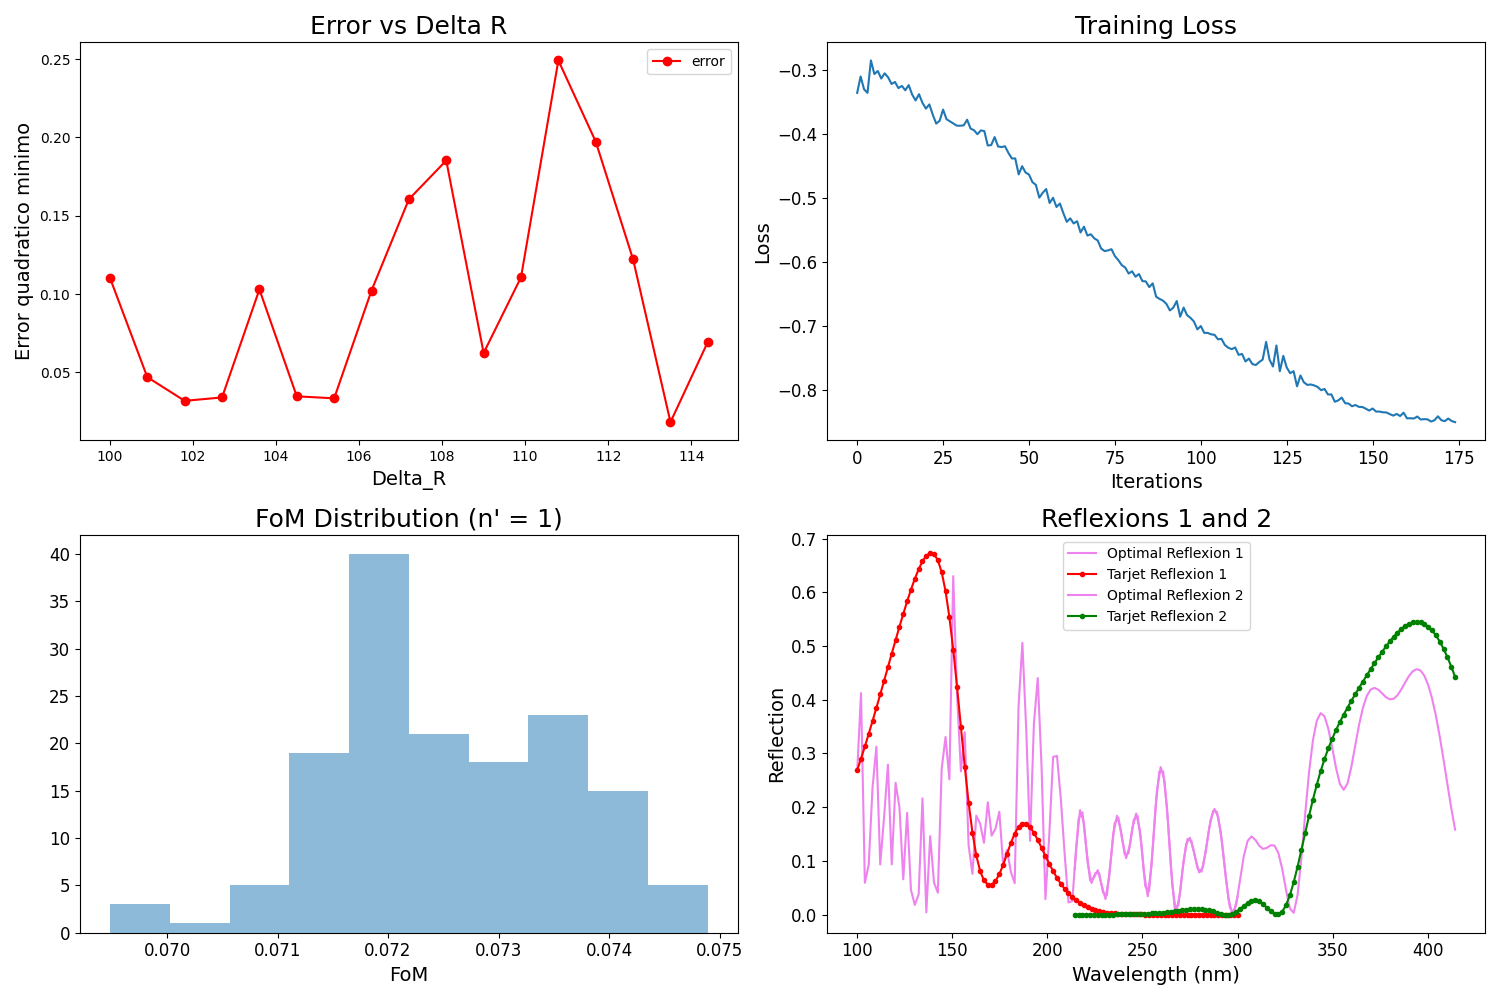 Error vs Delta R
error
Error quadratico minimo
0.25
0.20
0.15
0.10
0.05
100 102 104 106 108 110 112 114
Delta_R
Training Loss
Loss
−0.3
−0.4
−0.5
−0.6
−0.7
−0.8
0 25 50 75 100 125 150 175
Iterations
FoM Distribution (n' = 1)
40
35
30
25
20
15
10
5
0
0.070 0.071 0.072 0.073 0.074 0.075
FoM
Reflexions 1 and 2
Optimal Reflexion 1
Tarjet Reflexion 1
Optimal Reflexion 2
Tarjet Reflexion 2
Reflection
0.7
0.6
0.5
0.4
0.3
0.2
0.1
0.0
100 150 200 250 300 350 400
Wavelength (nm)